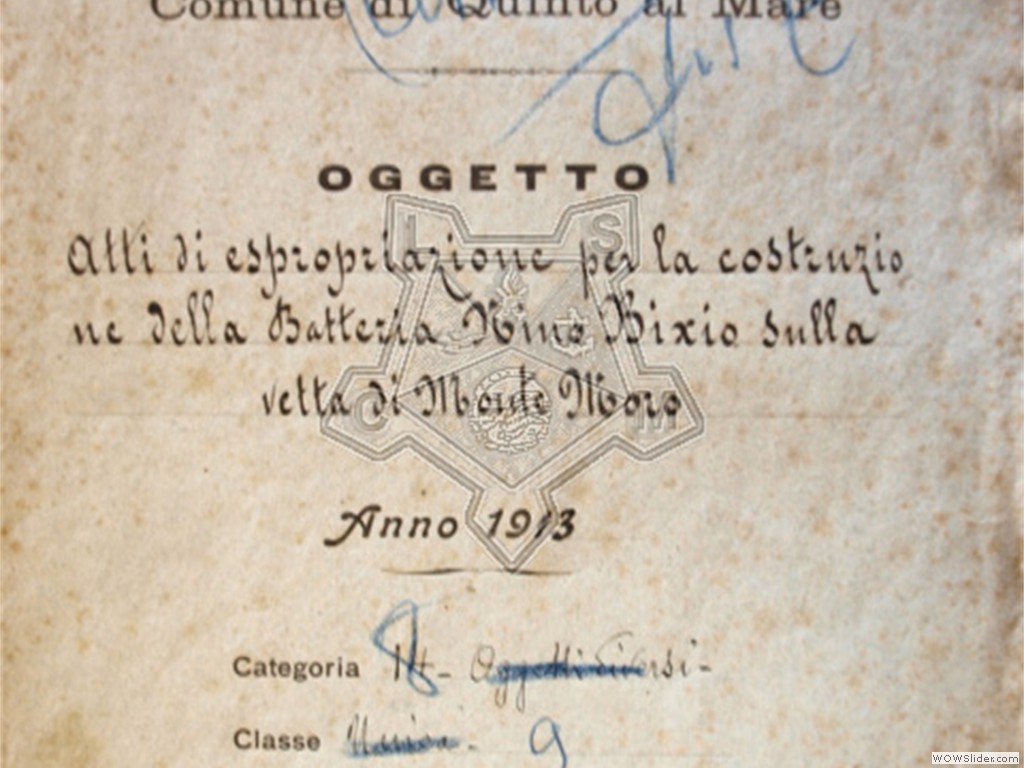 Comune di Quinto al Mare
OGGETTO
Atti di espropriazione per la costruzio
ne della Batteria Nino Bixio sulla
vetta di Monte Moro
Anno 1913
Categoria 14 - Oggetti diversi - 8
Classe Unica - 9
I S
C M
WOWSlider.com